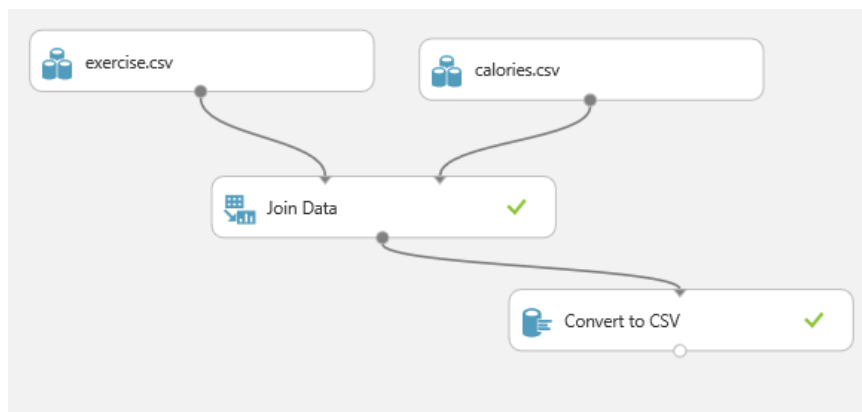 exercise.csv
calories.csv
Join Data
Convert to CSV